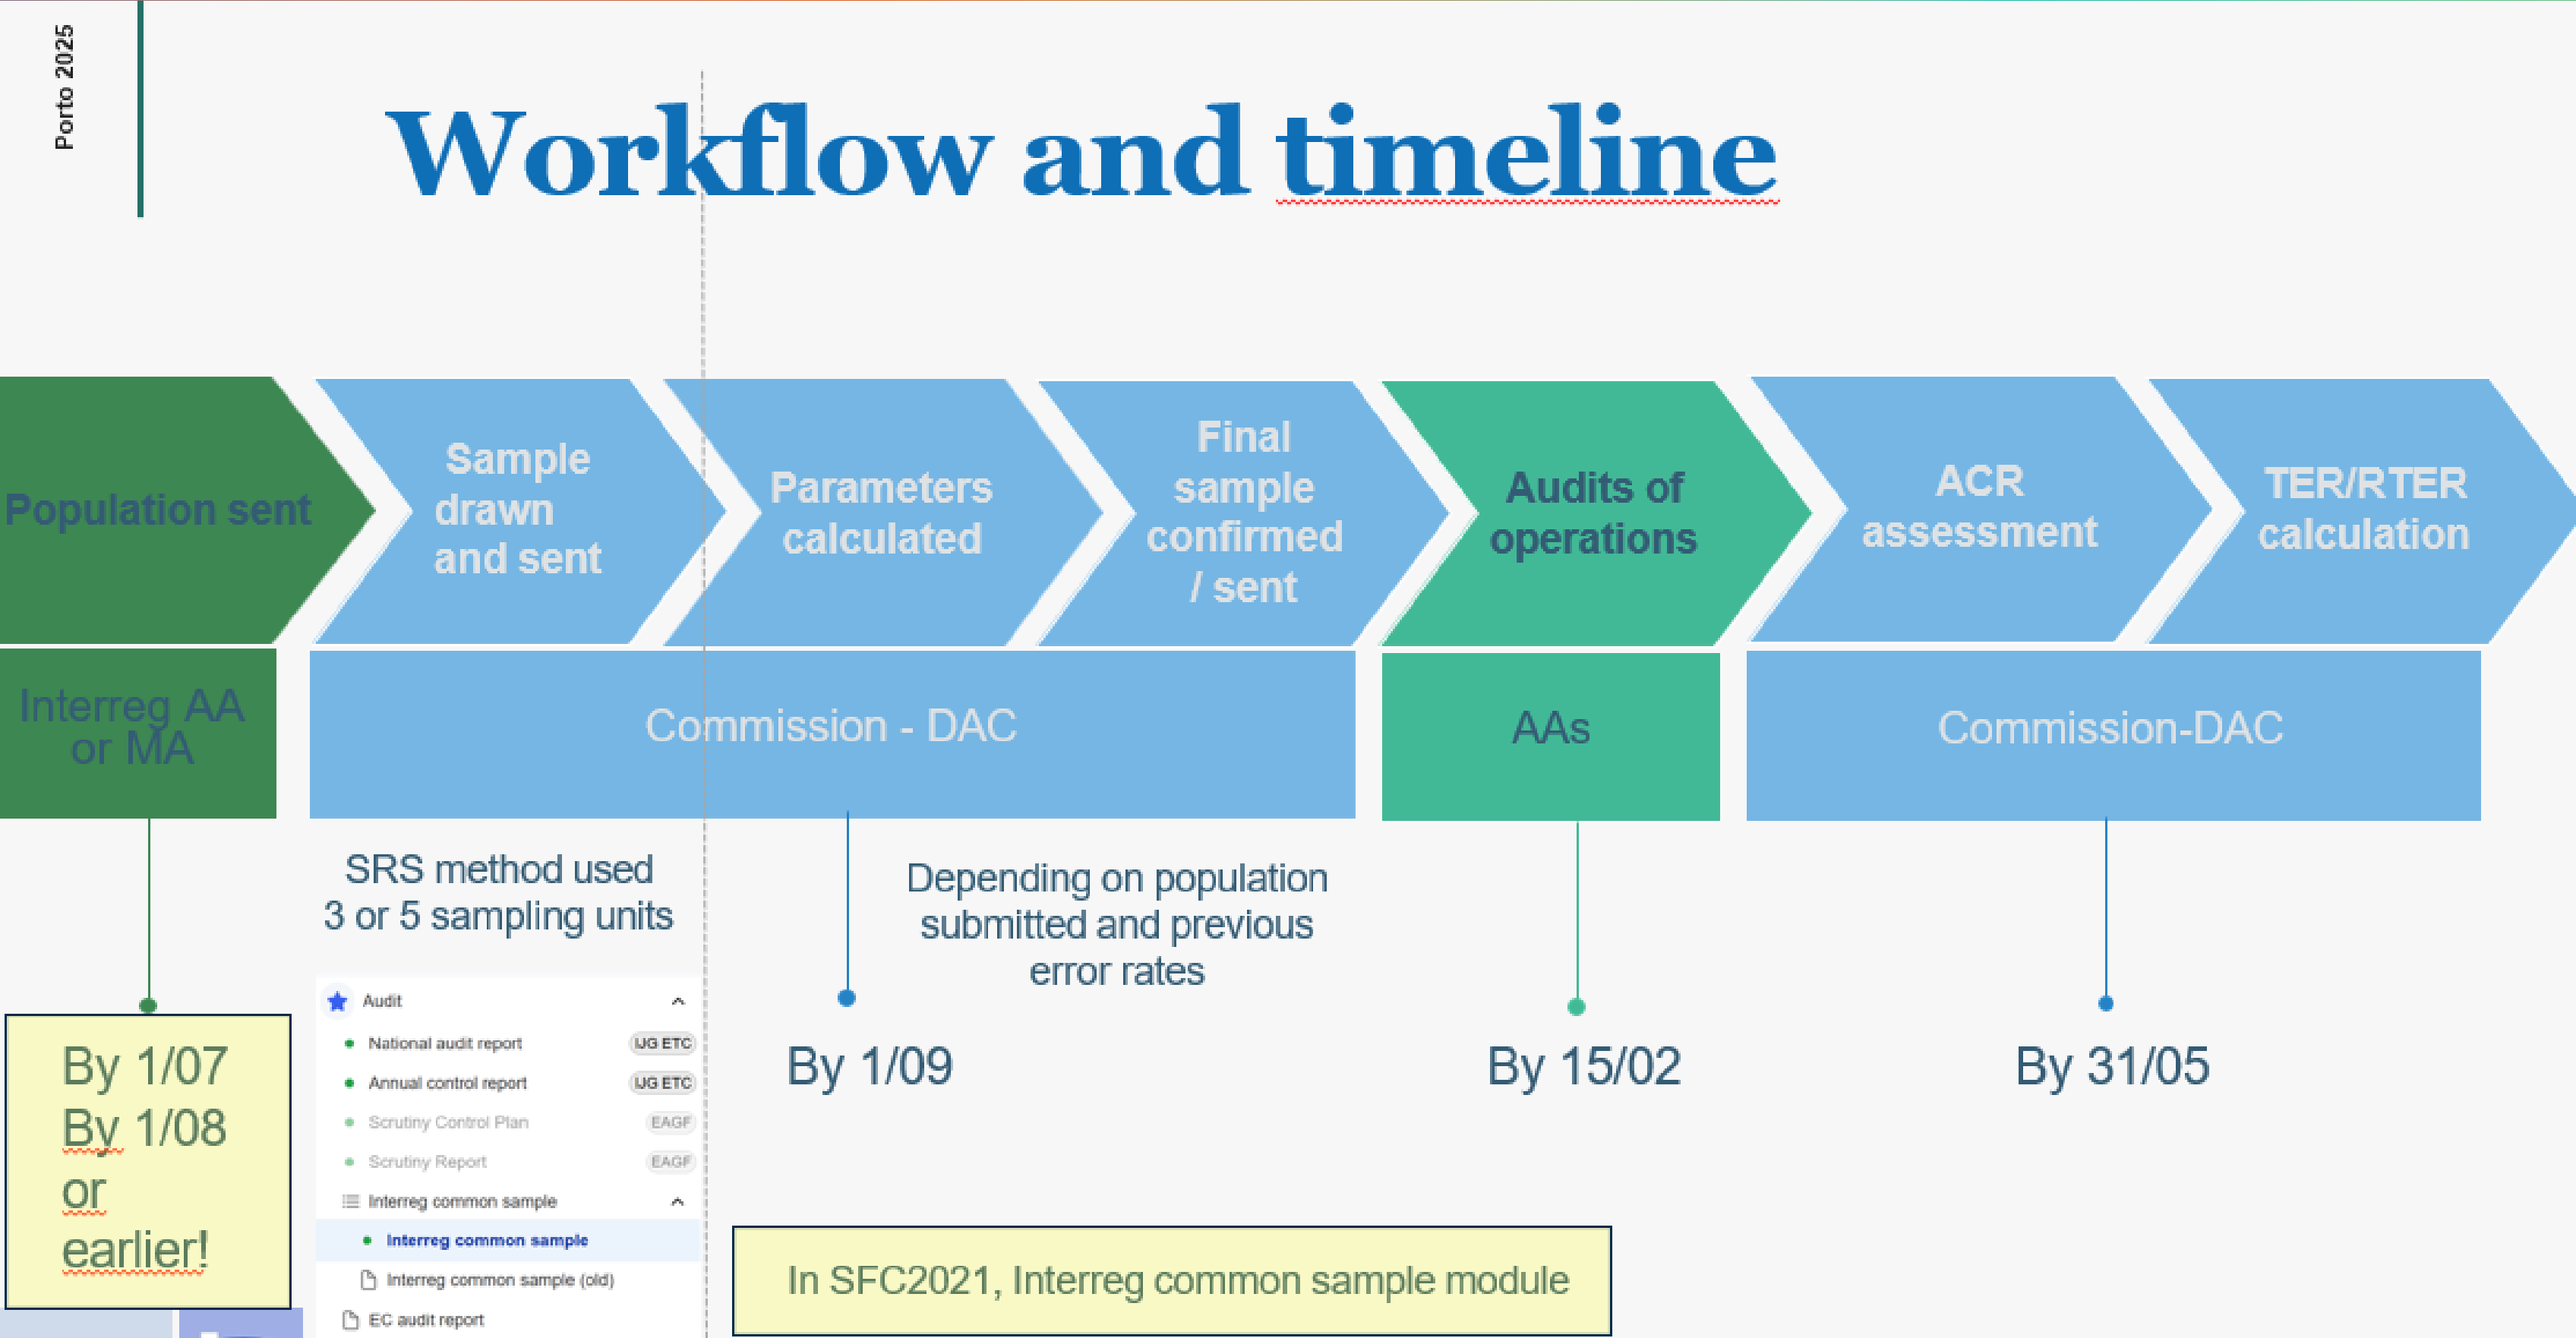 Porto 2025
Workflow and timeline
Population sent
Sample
drawn
and sent
Parameters
calculated
Final
sample
confirmed
/ sent
Audits of
operations
ACR
assessment
TER/RTER
calculation
Interreg AA
or MA
Commission - DAC
AAs
Commission-DAC
SRS method used
3 or 5 sampling units
Depending on population
submitted and previous
error rates
By 1/07
By 1/08
or
earlier!
By 1/09
By 15/02
By 31/05
Audit
National audit report IJG ETC
Annual control report IJG ETC
Scrutiny Control Plan EAGF
Scrutiny Report EAGF
Interreg common sample
Interreg common sample
Interreg common sample (old)
EC audit report
In SFC2021, Interreg common sample module